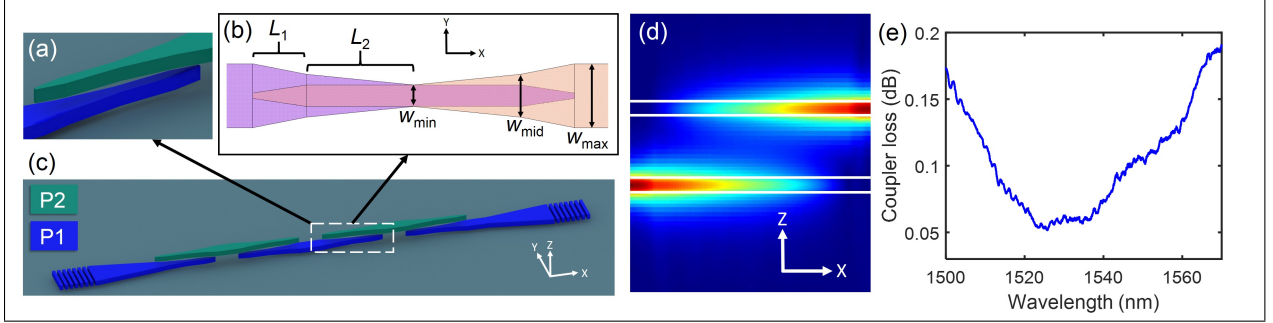 (a)
(b)
L1
L2
Y
X
wmin
wmid
wmax
(c)
P2
P1
Y
Z
X
(d)
Z
X
(e)
0.2
0.15
0.1
0.05
Coupler loss (dB)
1500
1520
1540
1560
Wavelength (nm)